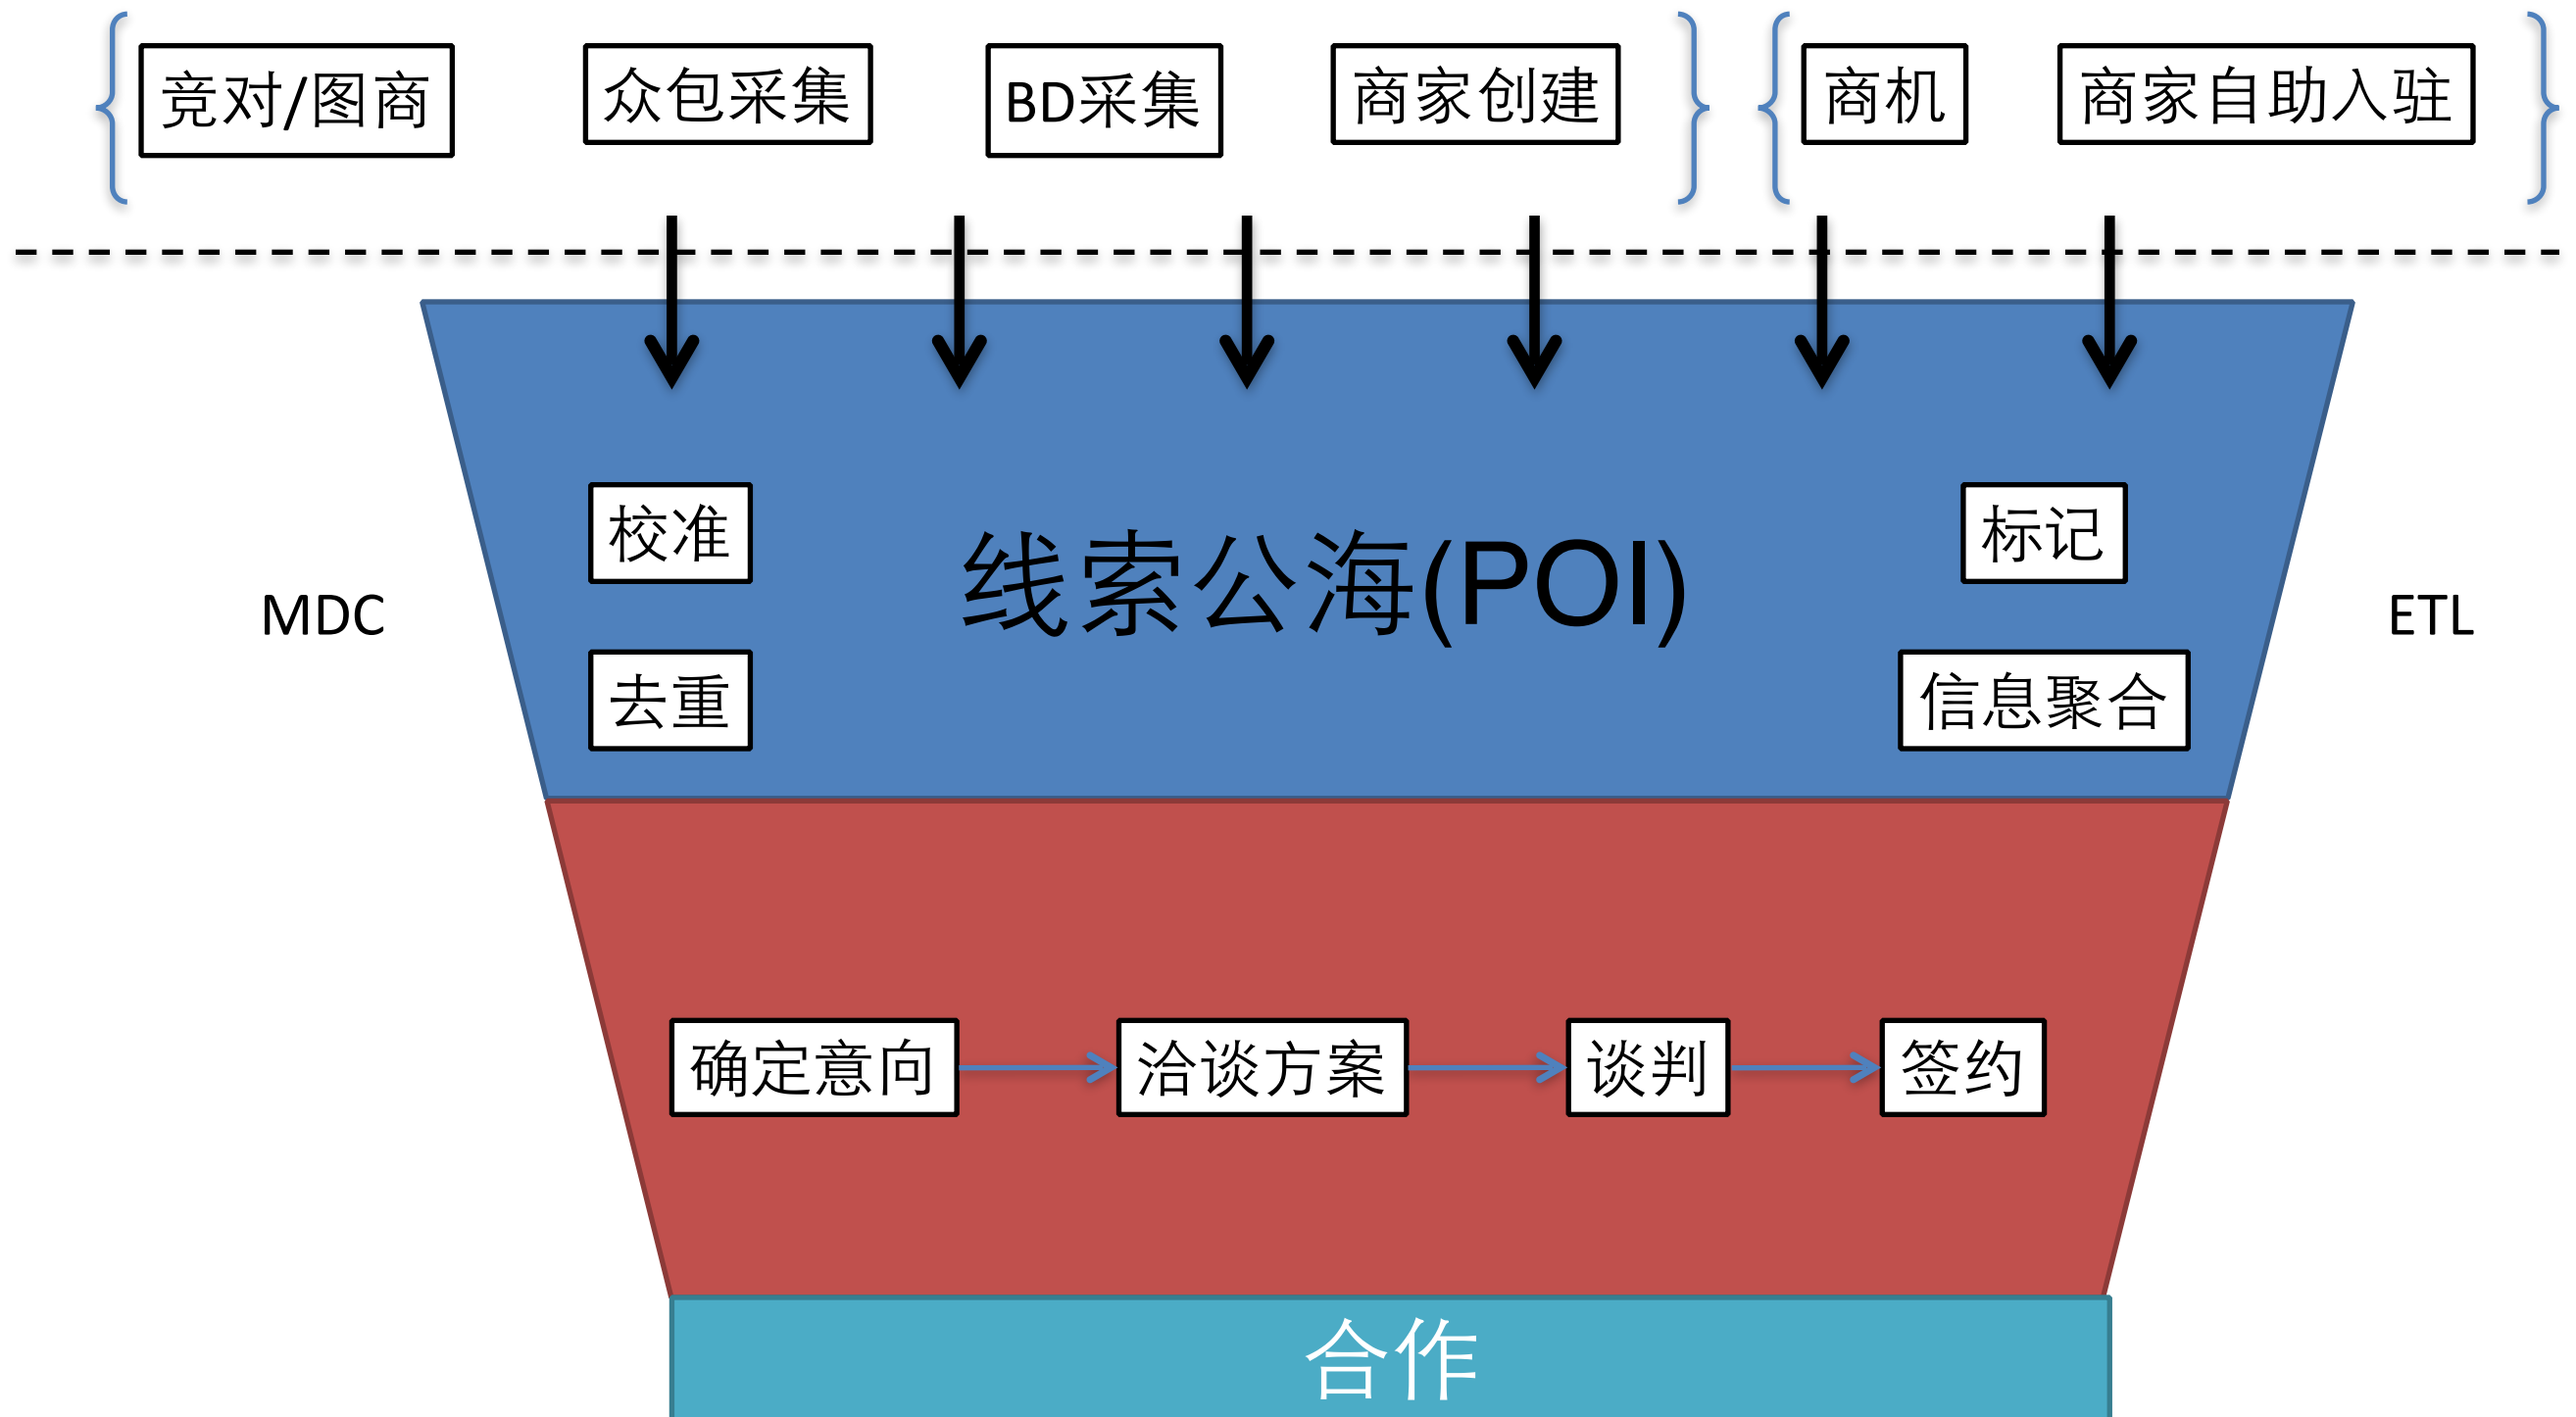 竞对/图商
众包采集
BD采集
商家创建
商机
商家自助入驻
校准
线索公海(POI)
标记
MDC
ETL
去重
信息聚合
确定意向
洽谈方案
谈判
签约
合作